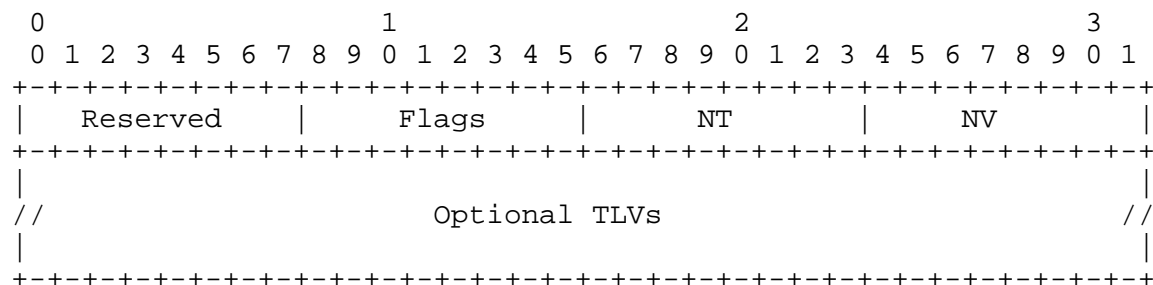 0                   1                   2                   3
 0 1 2 3 4 5 6 7 8 9 0 1 2 3 4 5 6 7 8 9 0 1 2 3 4 5 6 7 8 9 0 1
+-+-+-+-+-+-+-+-+-+-+-+-+-+-+-+-+-+-+-+-+-+-+-+-+-+-+-+-+-+-+-+-+
|   Reserved    |     Flags     |      NT       |     NV        |
+-+-+-+-+-+-+-+-+-+-+-+-+-+-+-+-+-+-+-+-+-+-+-+-+-+-+-+-+-+-+-+-+
|                                                               |
//                      Optional TLVs                          //
|                                                               |
+-+-+-+-+-+-+-+-+-+-+-+-+-+-+-+-+-+-+-+-+-+-+-+-+-+-+-+-+-+-+-+-+